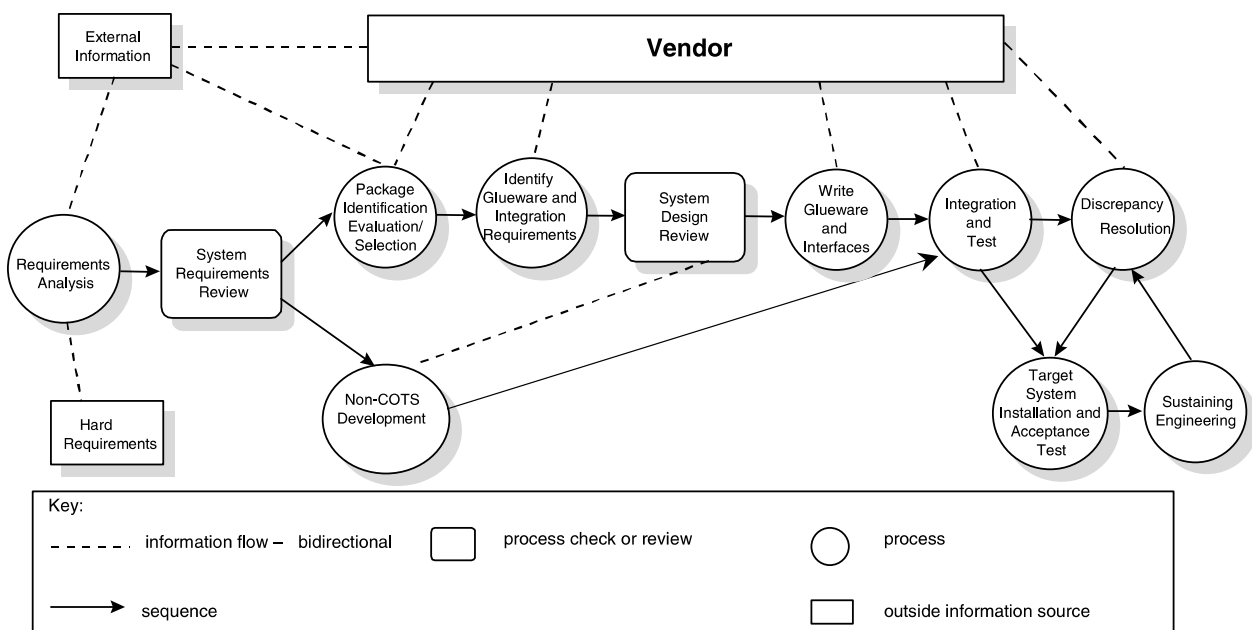 External
Information
Vendor
Package
Identification
Evaluation/
Selection
Identify
Glueware and
Integration
Requirements
System
Design
Review
Write
Glueware
and
Interfaces
Integration
and
Test
Discrepancy
Resolution
Requirements
Analysis
System
Requirements
Review
Non-COTS
Development
Target
System
Installation and
Acceptance
Test
Sustaining
Engineering
Hard
Requirements
Key:
information flow – bidirectional
process check or review
process
sequence
outside information source